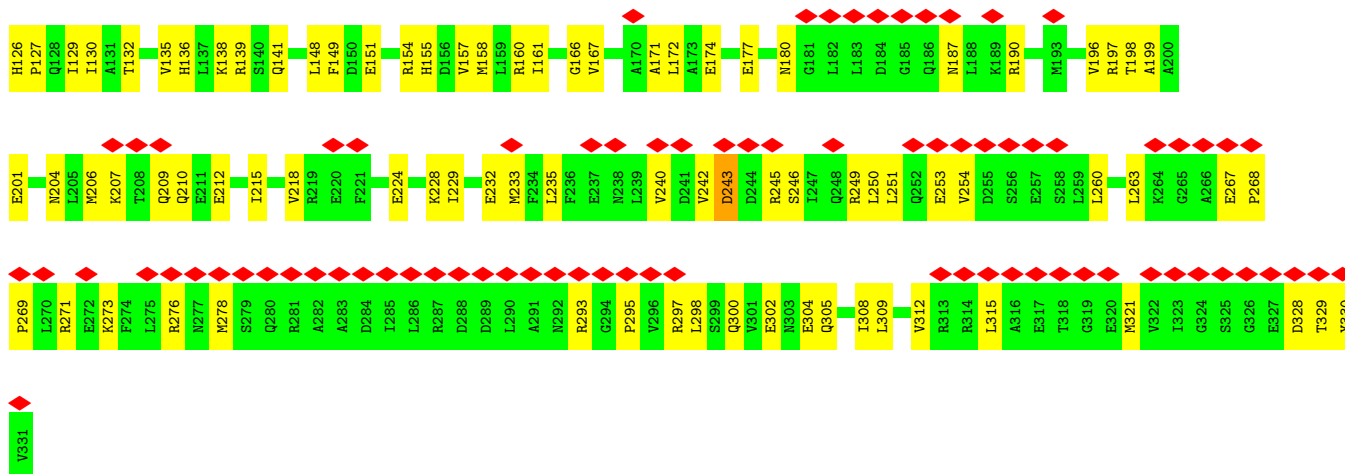 H126 P127 Q128 I129 I130 A131 T132 V135 H136 L137 K138 R139 S140 Q141 L148 F149 D150 E151 R154 H155 D156 V157 M158 L159 R160 I161 G166 V167 A170 A171 L172 A173 E174 E177 N180 G181 L182 L183 D184 G185 Q186 N187 L188 K189 R190 M193 V196 R197 T198 A199 A200
E201 N204 L205 M206 K207 T208 Q209 Q210 E211 E212 I215 V218 R219 E220 F221 E224 K228 I229 E232 M233 F234 L235 F236 E237 N238 L239 V240 D241 V242 D243 D244 R245 S246 I247 Q248 R249 L250 L251 Q252 E253 V254 D255 S256 E257 S258 L259 L260 L263 K264 G265 A266 E267 P268
P269 L270 R271 E272 K273 F274 L275 R276 N277 M278 S279 Q280 R281 A282 A283 D284 I285 L286 R287 D288 D289 L290 A291 N292 R293 G294 P295 V296 R297 L298 S299 Q300 V301 E302 N303 E304 Q305 I308 L309 V312 R313 R314 L315 A316 E317 T318 G319 E320 M321 V322 I323 G324 S325 G326 E327 D328 T329
V331